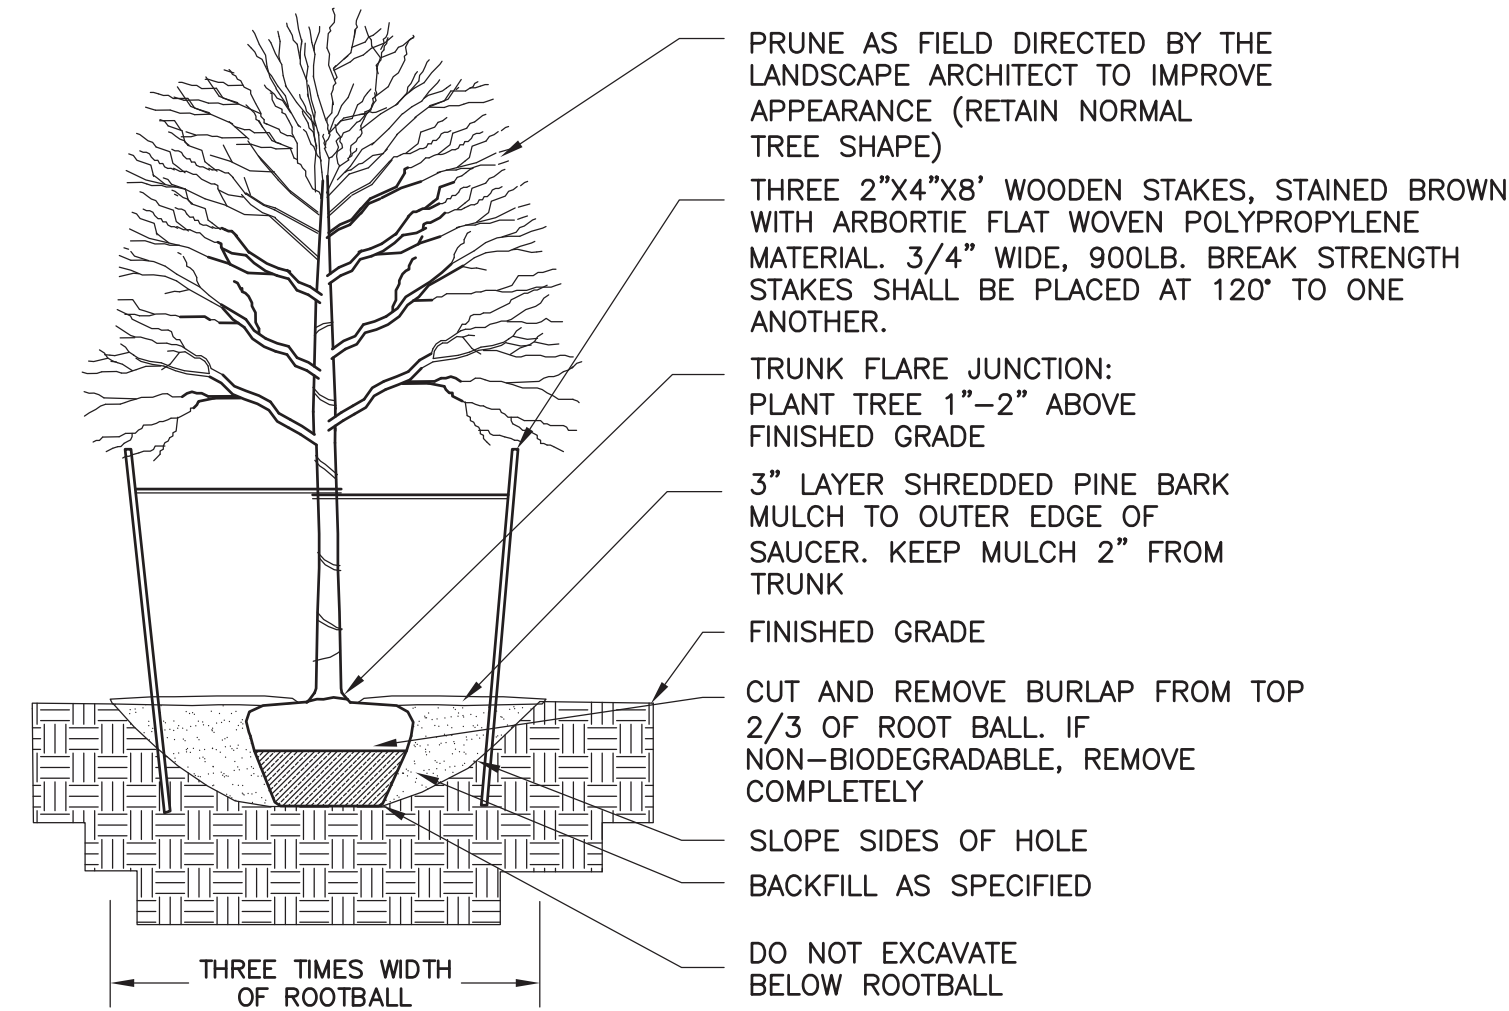 PRUNE AS FIELD DIRECTED BY THE
LANDSCAPE ARCHITECT TO IMPROVE
APPEARANCE (RETAIN NORMAL
TREE SHAPE)
THREE 2”X4”X8’ WOODEN STAKES, STAINED BROWN
WITH ARBORTIE FLAT WOVEN POLYPROPYLENE
MATERIAL. 3/4” WIDE, 900LB. BREAK STRENGTH
STAKES SHALL BE PLACED AT 120° TO ONE
ANOTHER.
TRUNK FLARE JUNCTION:
PLANT TREE 1”–2” ABOVE
FINISHED GRADE
3” LAYER SHREDDED PINE BARK
MULCH TO OUTER EDGE OF
SAUCER. KEEP MULCH 2” FROM
TRUNK
FINISHED GRADE
CUT AND REMOVE BURLAP FROM TOP
2/3 OF ROOT BALL. IF
NON–BIODEGRADABLE, REMOVE
COMPLETELY
SLOPE SIDES OF HOLE
BACKFILL AS SPECIFIED
DO NOT EXCAVATE
BELOW ROOTBALL
THREE TIMES WIDTH
OF ROOTBALL